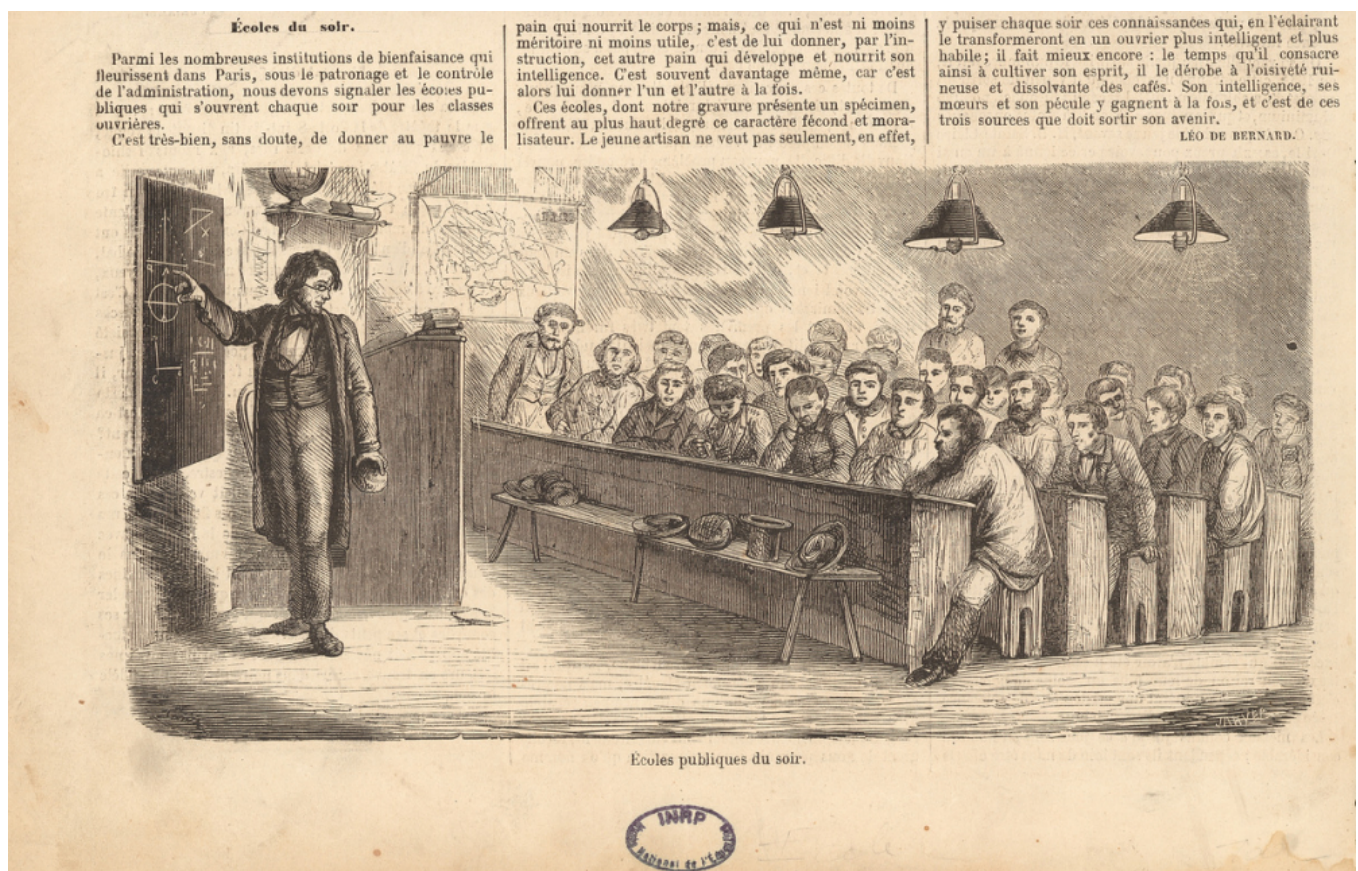 Écoles du soir.
Parmi les nombreuses institutions de bienfaisance qui
fleurissent dans Paris, sous le patronage et le contrôle
de l'administration, nous devons signaler les écoles pu-
bliques qui s'ouvrent chaque soir pour les classes
ouvrières.
C'est très-bien, sans doute, de donner au pauvre le
pain qui nourrit le corps; mais, ce qui n'est ni moins
méritoire ni moins utile, c'est de lui donner, par l'in-
struction, cet autre pain qui développe et nourrit son
intelligence. C'est souvent davantage même, car c'est
alors lui donner l'un et l'autre à la fois.
Ces écoles, dont notre gravure présente un spécimen,
offrent au plus haut degré ce caractère fécond et mora-
lisateur. Le jeune artisan ne veut pas seulement, en effet,
y puiser chaque soir ces connaissances qui, en l'éclairant
le transformeront en un ouvrier plus intelligent et plus
habile; il fait mieux encore : le temps qu'il consacre
ainsi à cultiver son esprit, il le dérobe à l'oisiveté rui-
neuse et dissolvante des cafés. Son intelligence, ses
mœurs et son pécule y gagnent à la fois, et c'est de ces
trois sources que doit sortir son avenir.
LÉO DE BERNARD.
Écoles publiques du soir.
INRP
National de l'